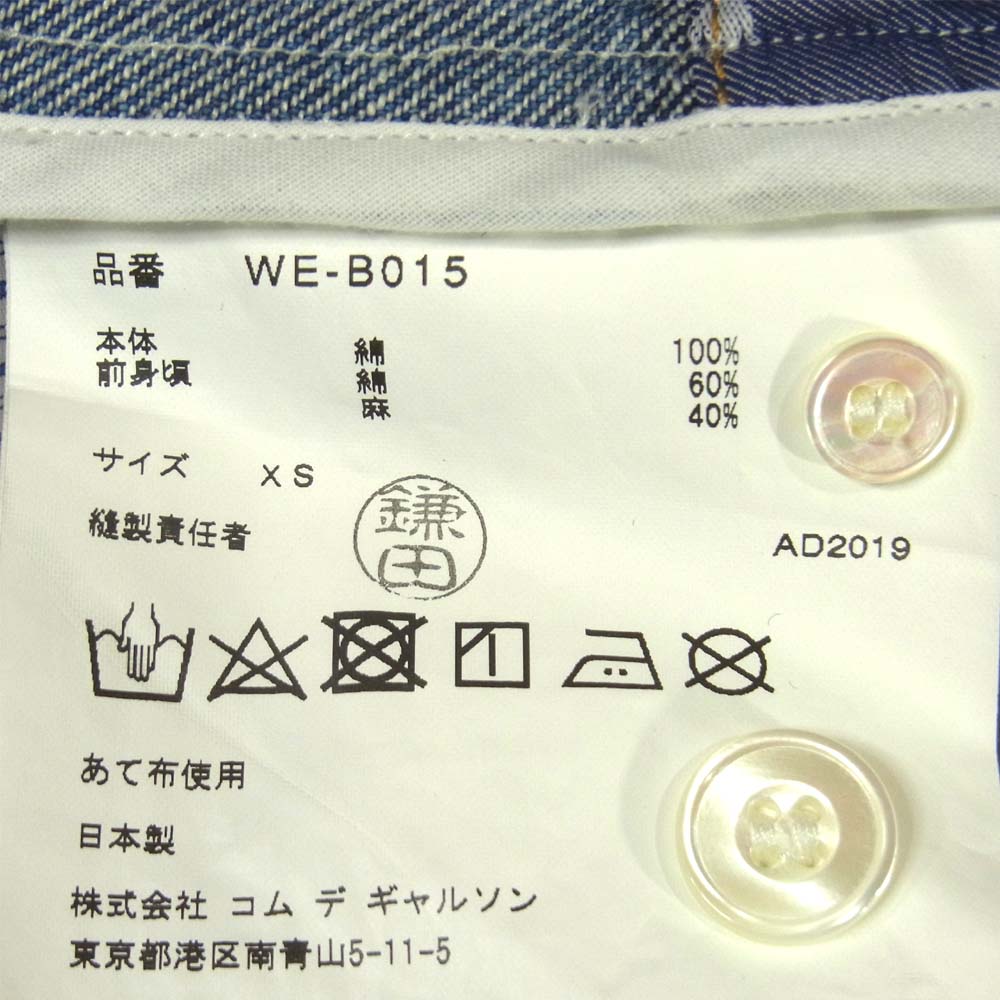 品番 WE-B015
本体 綿 100%
前身頃 綿 60%
麻 40%
サイズ XS
縫製責任者 鎌田
AD2019
あて布使用
日本製
株式会社 コム デ ギャルソン
東京都港区南青山5-11-5